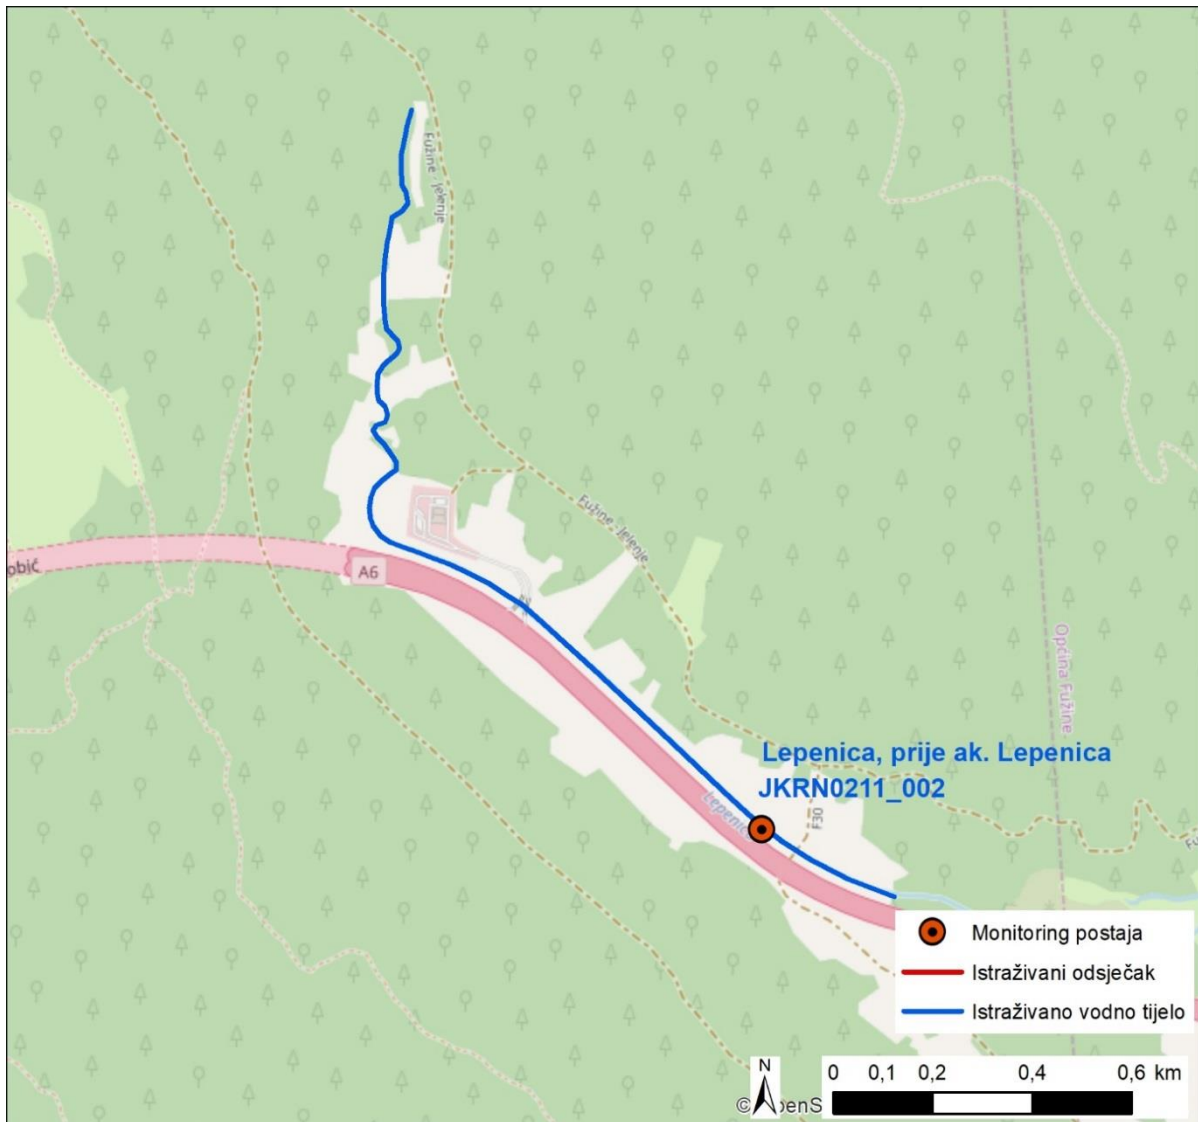 Fužine - Jelenje
obić
A6
Fužine - Jelenje
Općina Fužine
Lepenica, prije ak. Lepenica
JKRN0211_002
Lepenica
F30
Monitoring postaja
Istraživani odsječak
Istraživano vodno tijelo
N
0 0,1 0,2 0,4 0,6 km
©